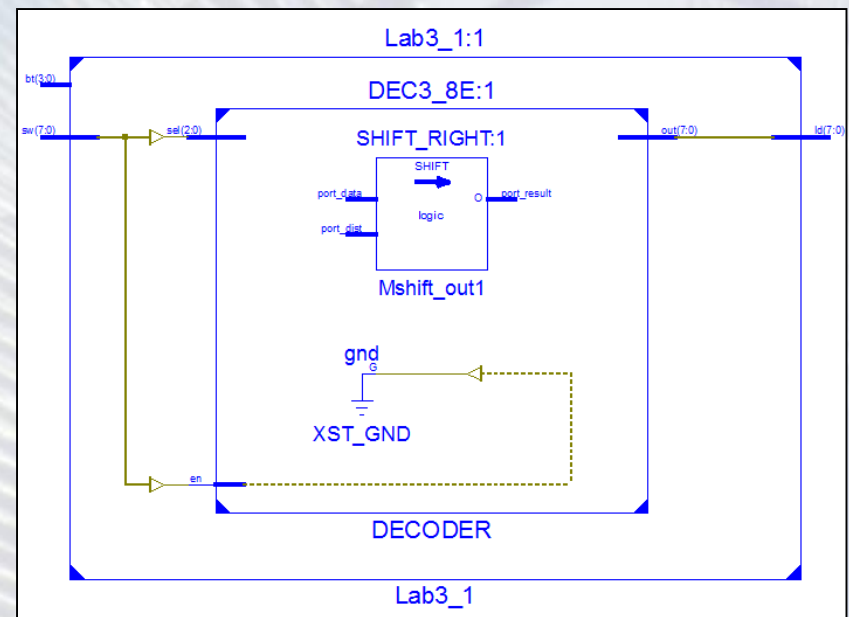 Lab3_1:1
bt(3:0)
DEC3_8E:1
sw(7:0)
sel(2:0)
out(7:0)
ld(7:0)
SHIFT_RIGHT:1
SHIFT
port_data
O
port_result
logic
port_dist
Mshift_out1
gnd
G
XST_GND
en
DECODER
Lab3_1